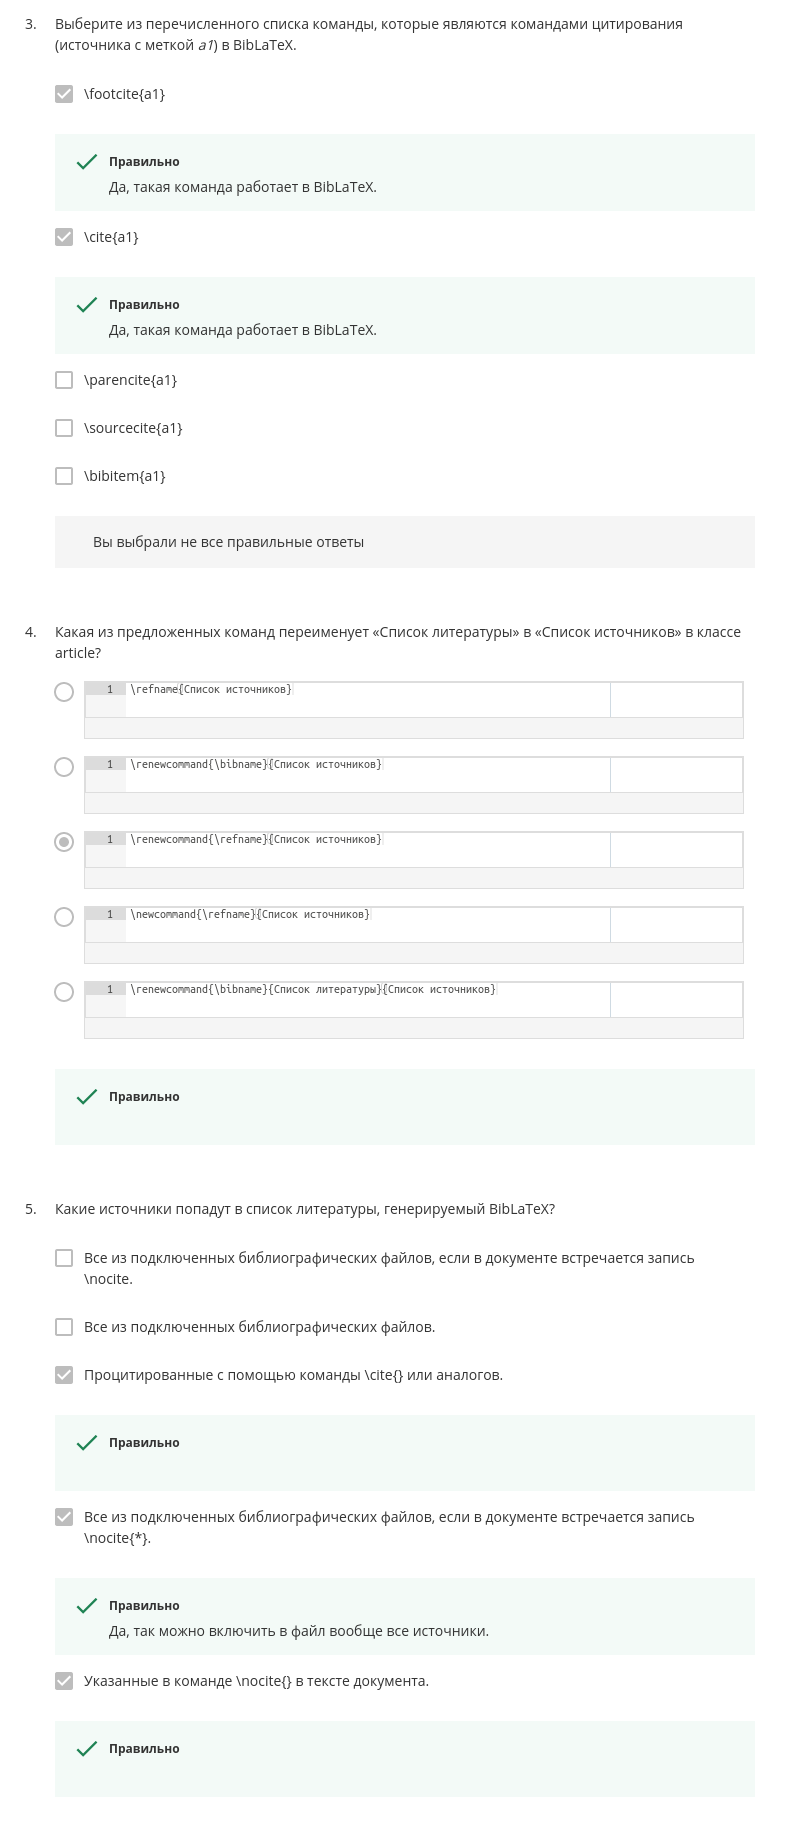 3. Выберите из перечисленного списка команды, которые являются командами цитирования
(источника с меткой a1) в BibLaTeX.
\footcite{a1}
Правильно
Да, такая команда работает в BibLaTeX.
\cite{a1}
Правильно
Да, такая команда работает в BibLaTeX.
\parencite{a1}
\sourcecite{a1}
\bibitem{a1}
Вы выбрали не все правильные ответы
4. Какая из предложенных команд переименует «Список литературы» в «Список источников» в классе
article?
1 \refname{Список источников}
1 \renewcommand{\bibname}{Список источников}
1 \renewcommand{\refname}{Список источников}
1 \newcommand{\refname}{Список источников}
1 \renewcommand{\bibname}{Список литературы}{Список источников}
Правильно
5. Какие источники попадут в список литературы, генерируемый BibLaTeX?
Все из подключенных библиографических файлов, если в документе встречается запись
\nocite.
Все из подключенных библиографических файлов.
Процитированные с помощью команды \cite{} или аналогов.
Правильно
Все из подключенных библиографических файлов, если в документе встречается запись
\nocite{*}.
Правильно
Да, так можно включить в файл вообще все источники.
Указанные в команде \nocite{} в тексте документа.
Правильно